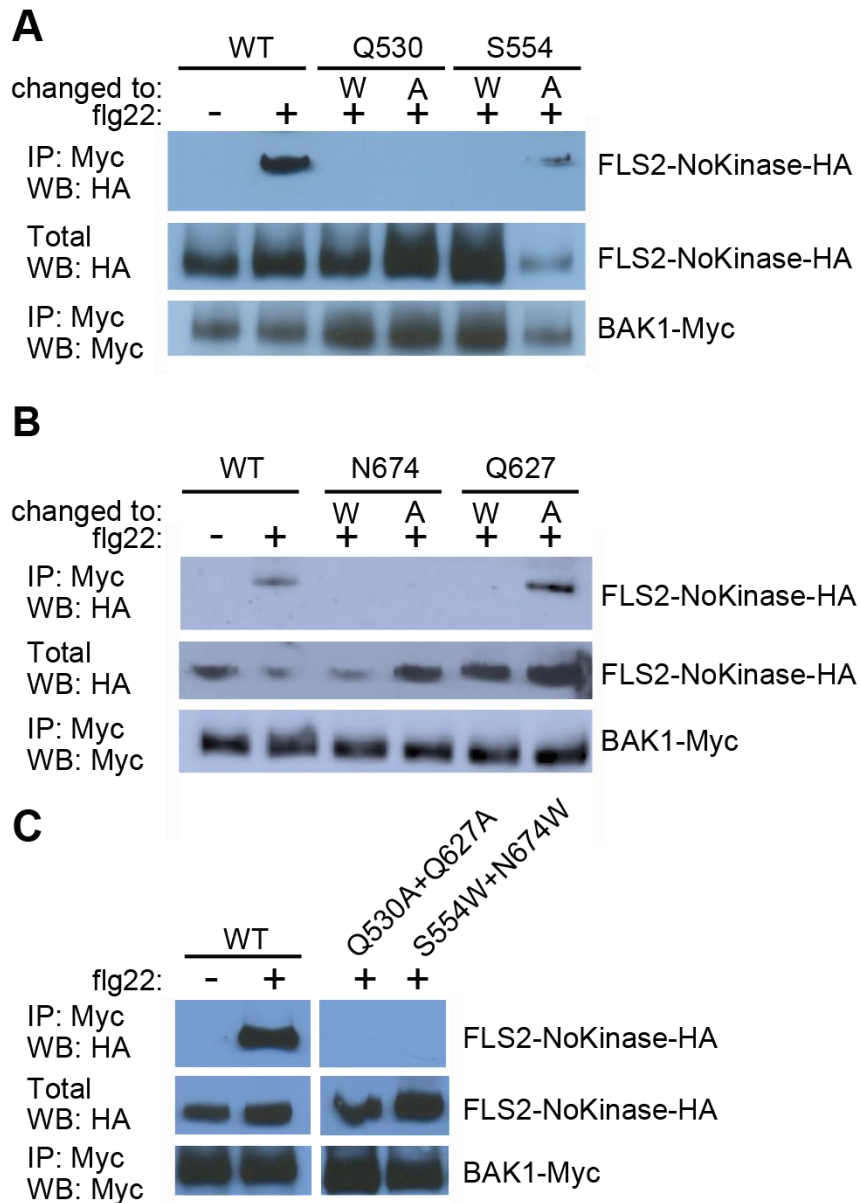 A
WT Q530 S554
changed to: W A W A
flg22: - + + + + +
IP: Myc
WB: HA
FLS2-NoKinase-HA
Total
WB: HA
FLS2-NoKinase-HA
IP: Myc
WB: Myc
BAK1-Myc
B
WT N674 Q627
changed to: W A W A
flg22: - + + + + +
IP: Myc
WB: HA
FLS2-NoKinase-HA
Total
WB: HA
FLS2-NoKinase-HA
IP: Myc
WB: Myc
BAK1-Myc
C
WT Q530A+Q627A S554W+N674W
flg22: - + + +
IP: Myc
WB: HA
FLS2-NoKinase-HA
Total
WB: HA
FLS2-NoKinase-HA
IP: Myc
WB: Myc
BAK1-Myc